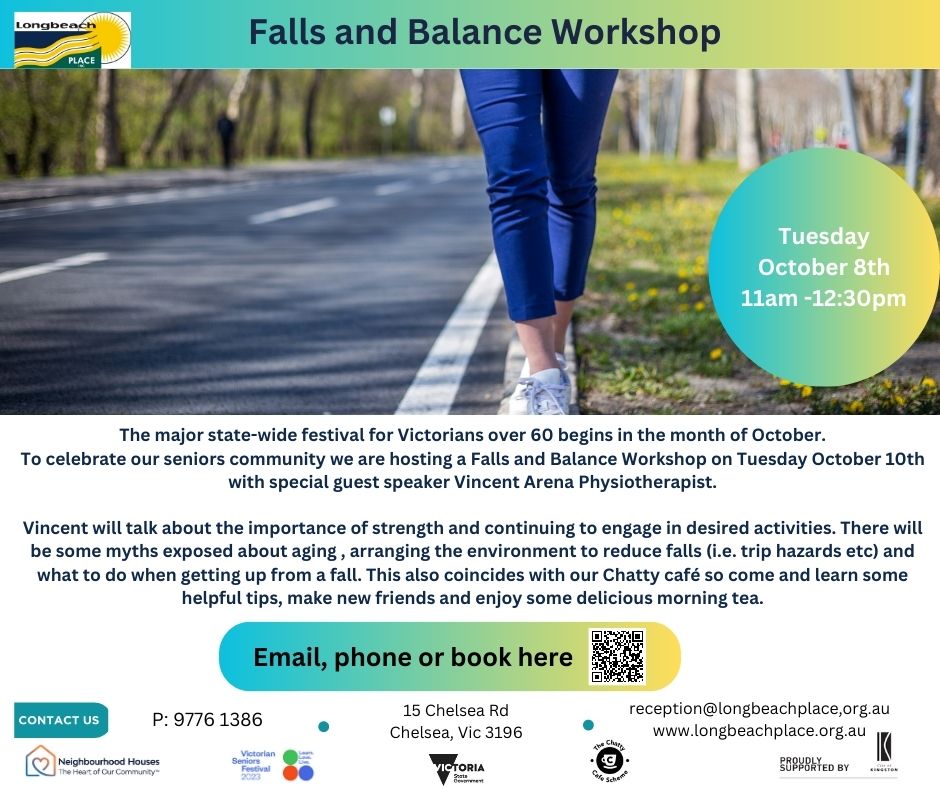 Longbeach
PLACE
INC
Falls and Balance Workshop
Tuesday
October 8th
11am -12:30pm
The major state-wide festival for Victorians over 60 begins in the month of October.
To celebrate our seniors community we are hosting a Falls and Balance Workshop on Tuesday October 10th
with special guest speaker Vincent Arena Physiotherapist.
Vincent will talk about the importance of strength and continuing to engage in desired activities. There will
be some myths exposed about aging , arranging the environment to reduce falls (i.e. trip hazards etc) and
what to do when getting up from a fall. This also coincides with our Chatty café so come and learn some
helpful tips, make new friends and enjoy some delicious morning tea.
Email, phone or book here
CONTACT US
P: 9776 1386
15 Chelsea Rd
Chelsea, Vic 3196
reception@longbeachplace,org.au
www.longbeachplace.org.au
Neighbourhood Houses
The Heart of Our Community™
Victorian
Seniors
Festival
2023
Learn.
Love.
Live.
VICTORIA
State
Government
The Chatty
Café Scheme
PROUDLY
SUPPORTED BY
CITY OF
KINGSTON